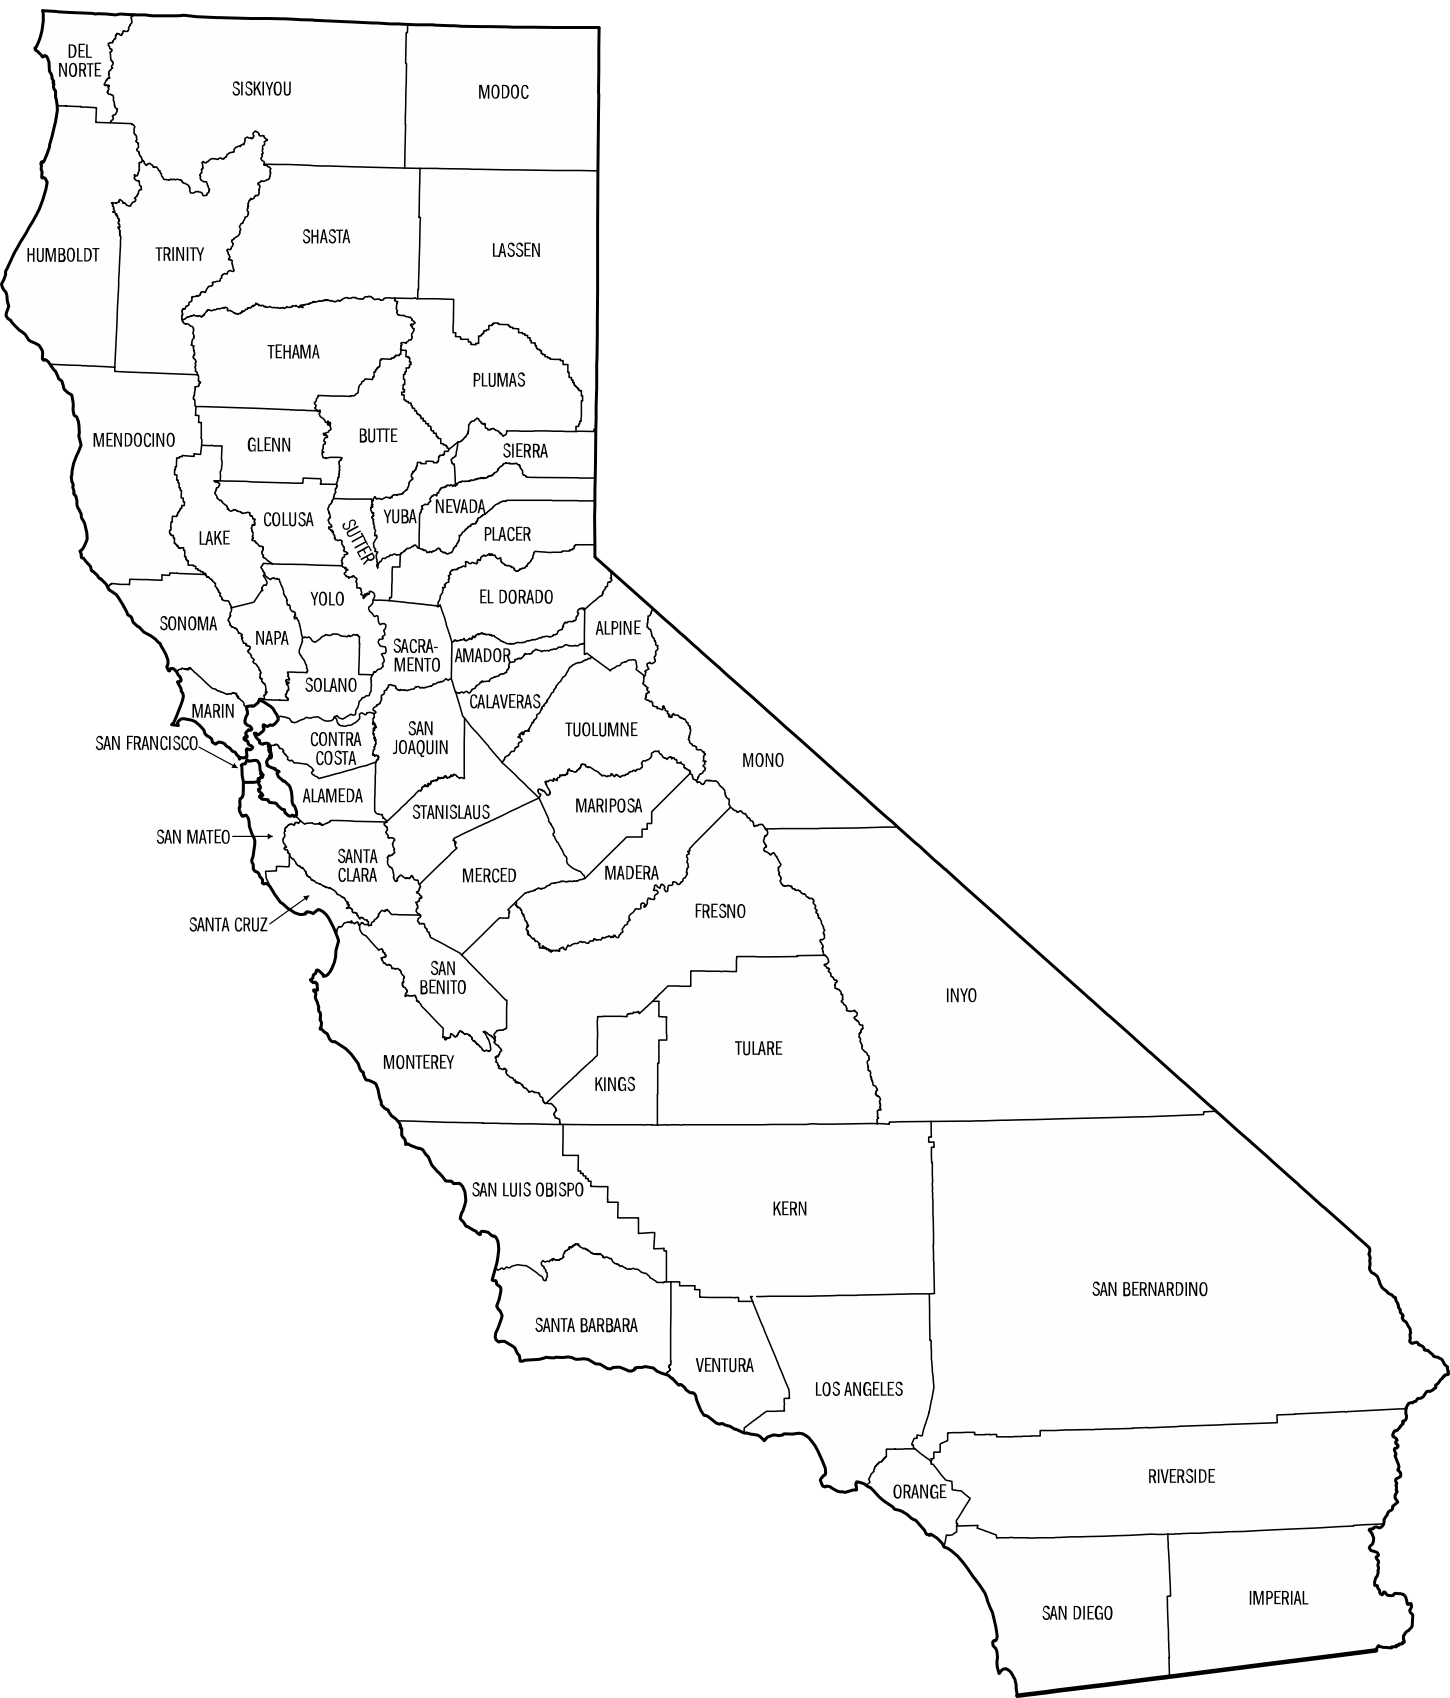 DEL
NORTE
SISKIYOU
MODOC
HUMBOLDT
TRINITY
SHASTA
LASSEN
TEHAMA
PLUMAS
MENDOCINO
GLENN
BUTTE
SIERRA
LAKE
COLUSA
SUTTER
YUBA
NEVADA
PLACER
SONOMA
NAPA
YOLO
EL DORADO
SACRA-
MENTO
AMADOR
ALPINE
MARIN
SOLANO
CALAVERAS
TUOLUMNE
SAN FRANCISCO
CONTRA
COSTA
SAN
JOAQUIN
MONO
ALAMEDA
STANISLAUS
MARIPOSA
SAN MATEO
SANTA
CLARA
MERCED
MADERA
SANTA CRUZ
FRESNO
SAN
BENITO
INYO
MONTEREY
KINGS
TULARE
SAN LUIS OBISPO
KERN
SAN BERNARDINO
SANTA BARBARA
VENTURA
LOS ANGELES
ORANGE
RIVERSIDE
SAN DIEGO
IMPERIAL